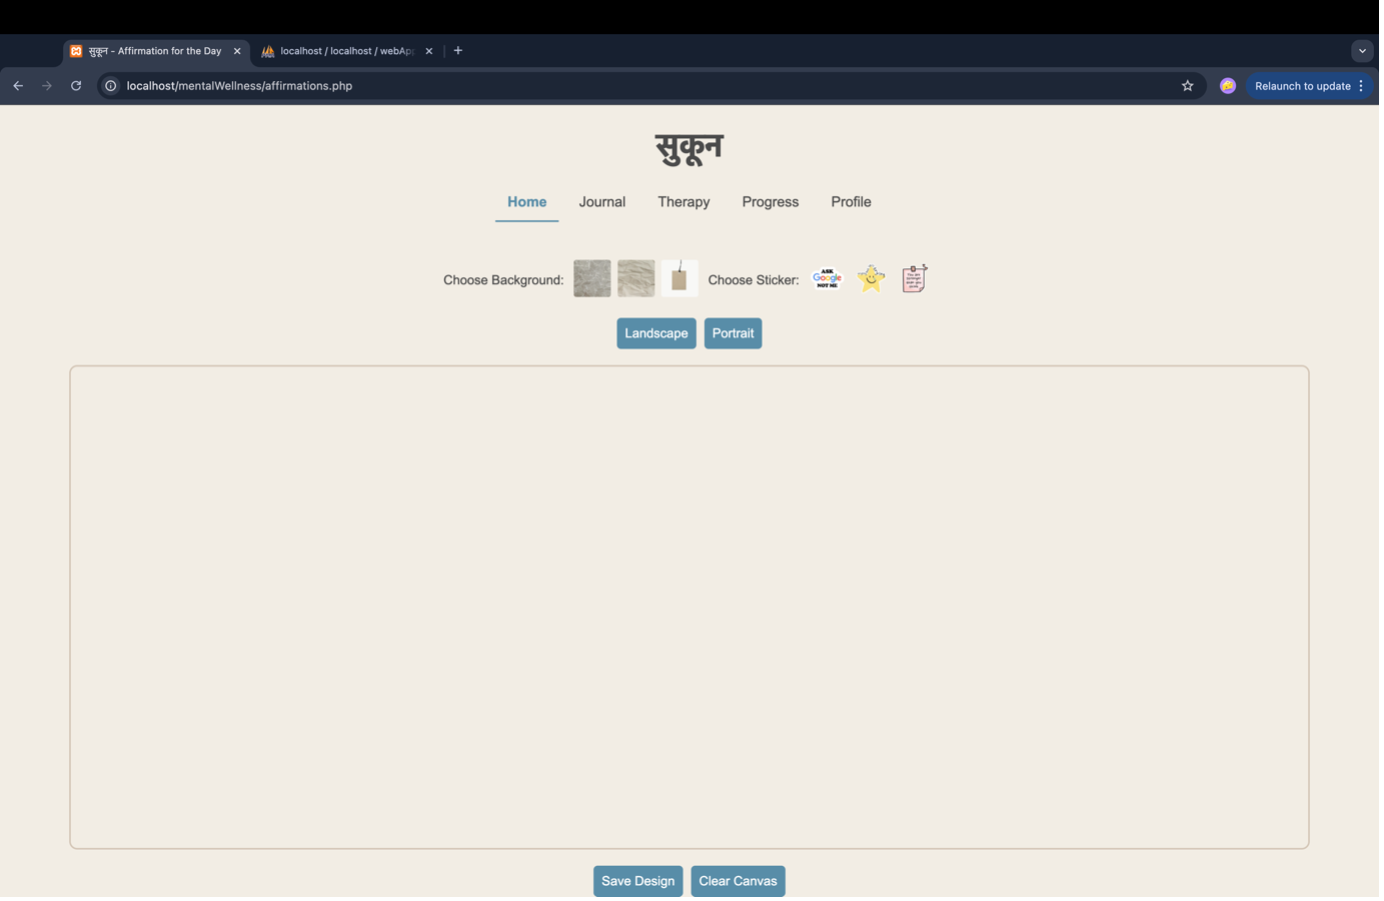 सुकून - Affirmation for the Day
localhost / localhost / webAp
localhost/mentalWellness/affirmations.php
Relaunch to update
सुकून
Home Journal Therapy Progress Profile
Choose Background: Choose Sticker:
ASK
Google
NOT ME
Landscape Portrait
Save Design Clear Canvas